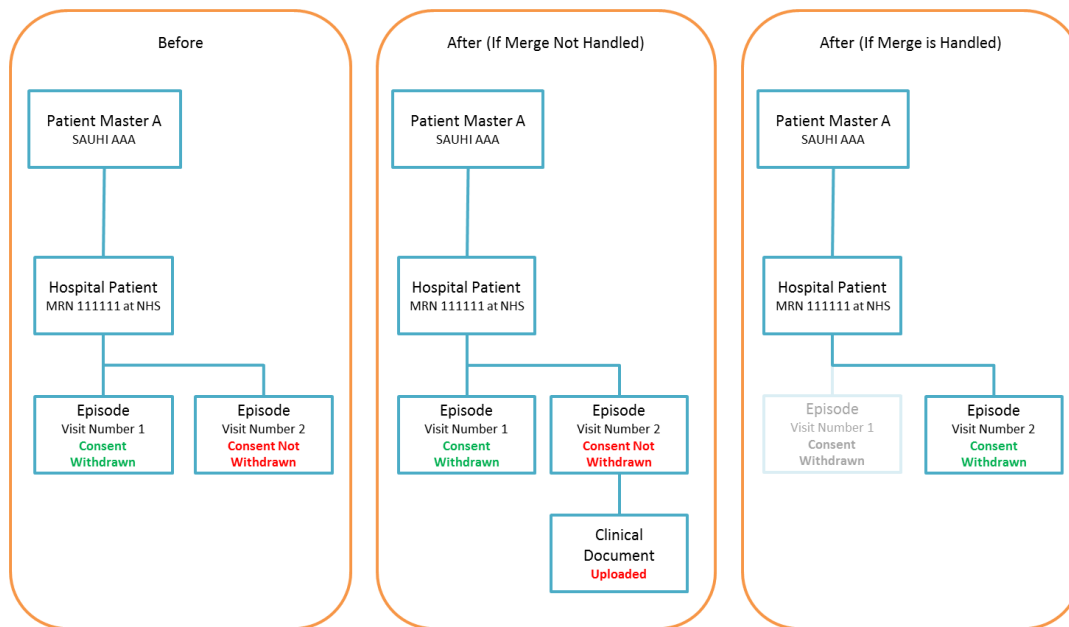 Before
Patient Master A
SAUHI AAA
Hospital Patient
MRN 111111 at NHS
Episode
Visit Number 1
Consent
Withdrawn
Episode
Visit Number 2
Consent Not
Withdrawn
After (If Merge Not Handled)
Patient Master A
SAUHI AAA
Hospital Patient
MRN 111111 at NHS
Episode
Visit Number 1
Consent
Withdrawn
Episode
Visit Number 2
Consent Not
Withdrawn
Clinical
Document
Uploaded
After (If Merge is Handled)
Patient Master A
SAUHI AAA
Hospital Patient
MRN 111111 at NHS
Episode
Visit Number 1
Consent
Withdrawn
Episode
Visit Number 2
Consent
Withdrawn